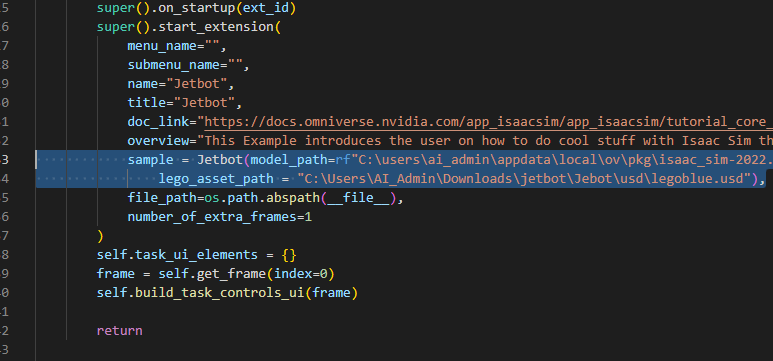 5 super().on_startup(ext_id)
6 super().start_extension(
7 menu_name="",
8 submenu_name="",
9 name="Jetbot",
0 title="Jetbot",
1 doc_link="https://docs.omniverse.nvidia.com/app_isaacsim/app_isaacsim/tutorial_core_
2 overview="This Example introduces the user on how to do cool stuff with Isaac Sim th
3 sample = Jetbot(model_path=rf"C:\users\ai_admin\appdata\local\ov\pkg\isaac_sim-2022.
4 lego_asset_path = "C:\Users\AI_Admin\Downloads\jetbot\Jebot\usd\legoblue.usd"),
5 file_path=os.path.abspath(__file__),
6 number_of_extra_frames=1
7 )
8 self.task_ui_elements = {}
9 frame = self.get_frame(index=0)
0 self.build_task_controls_ui(frame)
1
2 return
3